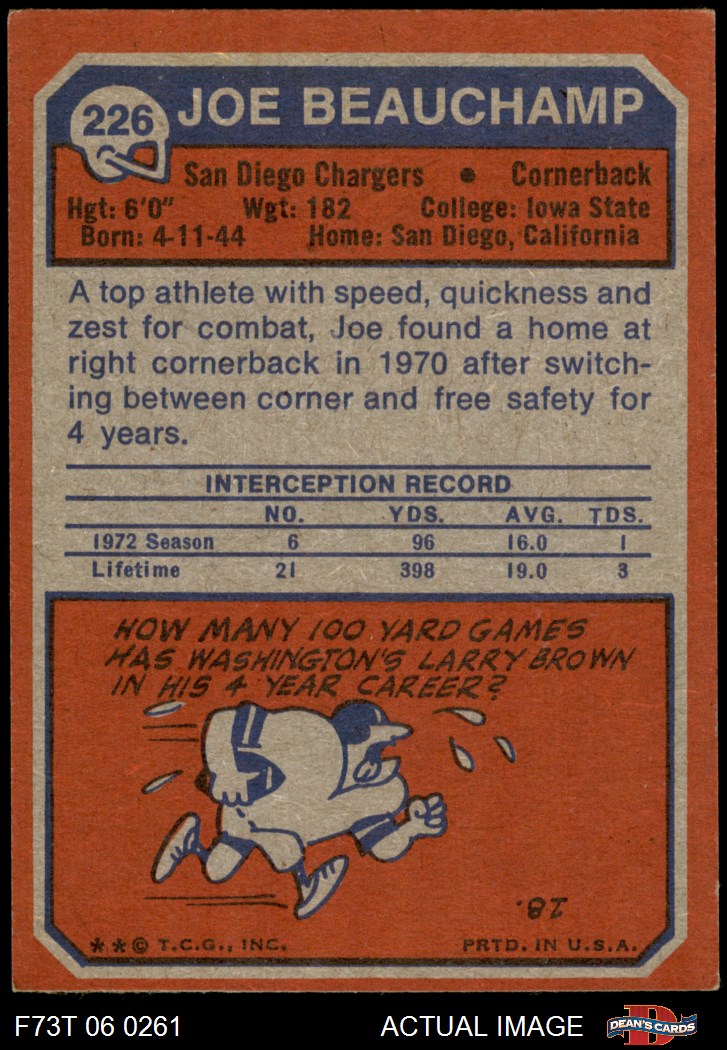 226 JOE BEAUCHAMP
San Diego Chargers • Cornerback
Hgt: 6'0" Wgt: 182 College: Iowa State
Born: 4-11-44 Home: San Diego, California
A top athlete with speed, quickness and
zest for combat, Joe found a home at
right cornerback in 1970 after switch-
ing between corner and free safety for
4 years.
INTERCEPTION RECORD
NO. YDS. AVG. TDS.
1972 Season 6 96 16.0 1
Lifetime 21 398 19.0 3
HOW MANY 100 YARD GAMES
HAS WASHINGTON'S LARRY BROWN
IN HIS 4 YEAR CAREER?
18.
**© T.C.G., INC. PRTD. IN U.S.A.
F73T 06 0261 ACTUAL IMAGE DEAN'S CARDS